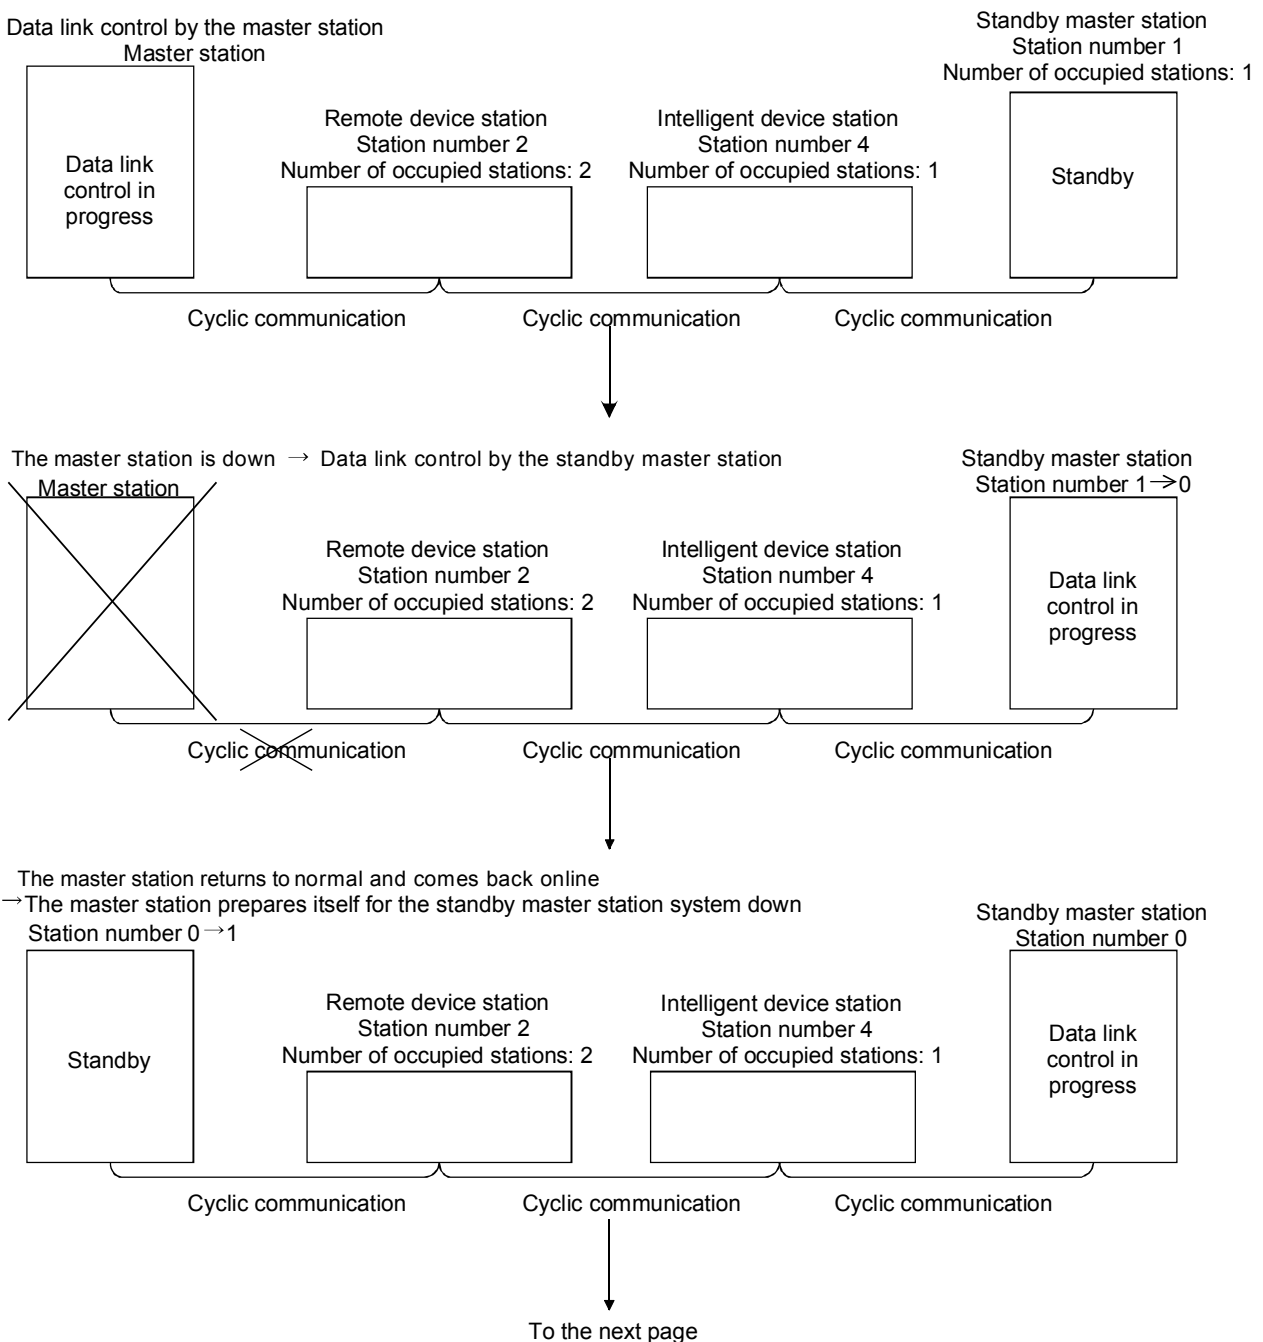 Data link control by the master station
Master station
Standby master station
Station number 1
Number of occupied stations: 1
Remote device station
Station number 2
Number of occupied stations: 2
Intelligent device station
Station number 4
Number of occupied stations: 1
Data link
control in
progress
Standby
Cyclic communication
Cyclic communication
Cyclic communication
The master station is down → Data link control by the standby master station
Master station
Standby master station
Station number 1→0
Remote device station
Station number 2
Number of occupied stations: 2
Intelligent device station
Station number 4
Number of occupied stations: 1
Data link
control in
progress
Cyclic communication
Cyclic communication
Cyclic communication
The master station returns to normal and comes back online
→The master station prepares itself for the standby master station system down
Station number 0→1
Standby master station
Station number 0
Remote device station
Station number 2
Number of occupied stations: 2
Intelligent device station
Station number 4
Number of occupied stations: 1
Standby
Data link
control in
progress
Cyclic communication
Cyclic communication
Cyclic communication
To the next page